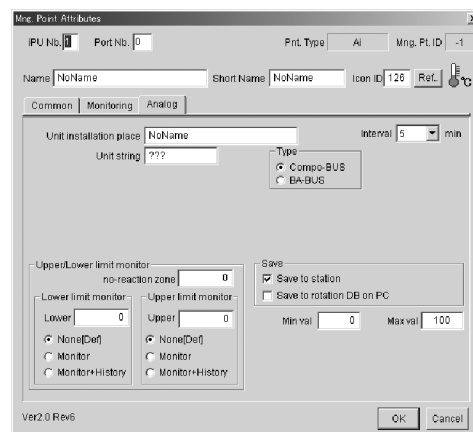 Mng. Point Attributes
IPU Nb. 1 Port Nb. 0 Pnt. Type Ai Mng. Pt. ID -1
Name NoName Short Name NoName Icon ID 126 Ref.. °C
Common Monitoring Analog
Unit installation place NoName Interval 5 min
Unit string ???
Type
Compo-BUS
BA-BUS
Upper/Lower limit monitor
no-reaction zone 0
Save
Save to station
Save to rotation DB on PC
Lower limit monitor Upper limit monitor
Lower 0 Upper 0 Min val 0 Max val 100
None[Def] None[Def]
Monitor Monitor
Monitor+History Monitor+History
Ver2.0 Rev6 OK Cancel